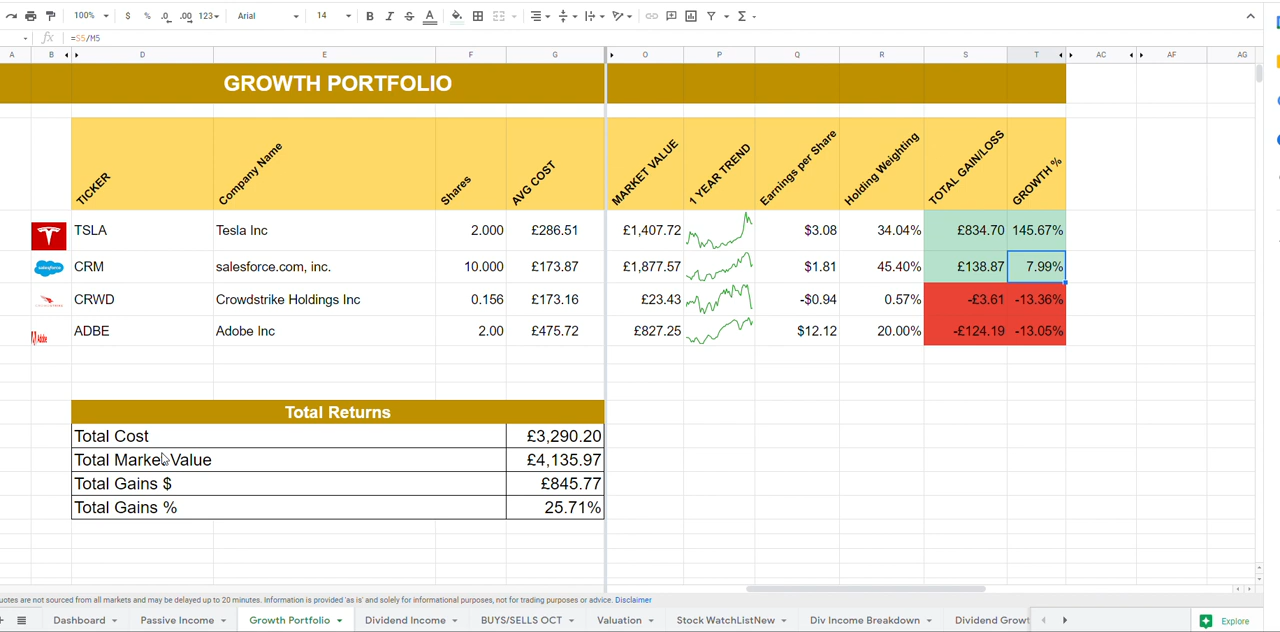 100% $ % .0 .00 123 Arial 14 B I S A
fx =S5/M5
A B D E F G O P Q R S T AC AF AG
GROWTH PORTFOLIO
TICKER Company Name Shares AVG COST MARKET VALUE 1 YEAR TREND Earnings per Share Holding Weighting TOTAL GAIN/LOSS GROWTH %
TSLA Tesla Inc 2.000 £286.51 £1,407.72 $3.08 34.04% £834.70 145.67%
salesforce CRM salesforce.com, inc. 10.000 £173.87 £1,877.57 $1.81 45.40% £138.87 7.99%
CRWD Crowdstrike Holdings Inc 0.156 £173.16 £23.43 -$0.94 0.57% -£3.61 -13.36%
Adobe ADBE Adobe Inc 2.00 £475.72 £827.25 $12.12 20.00% -£124.19 -13.05%
Total Returns
Total Cost £3,290.20
Total Market Value £4,135.97
Total Gains $ £845.77
Total Gains % 25.71%
uotes are not sourced from all markets and may be delayed up to 20 minutes. Information is provided 'as is' and solely for informational purposes, not for trading purposes or advice. Disclaimer
Dashboard Passive Income Growth Portfolio Dividend Income BUY/SELLS OCT Valuation Stock WatchListNew Div Income Breakdown Dividend Growt Explore